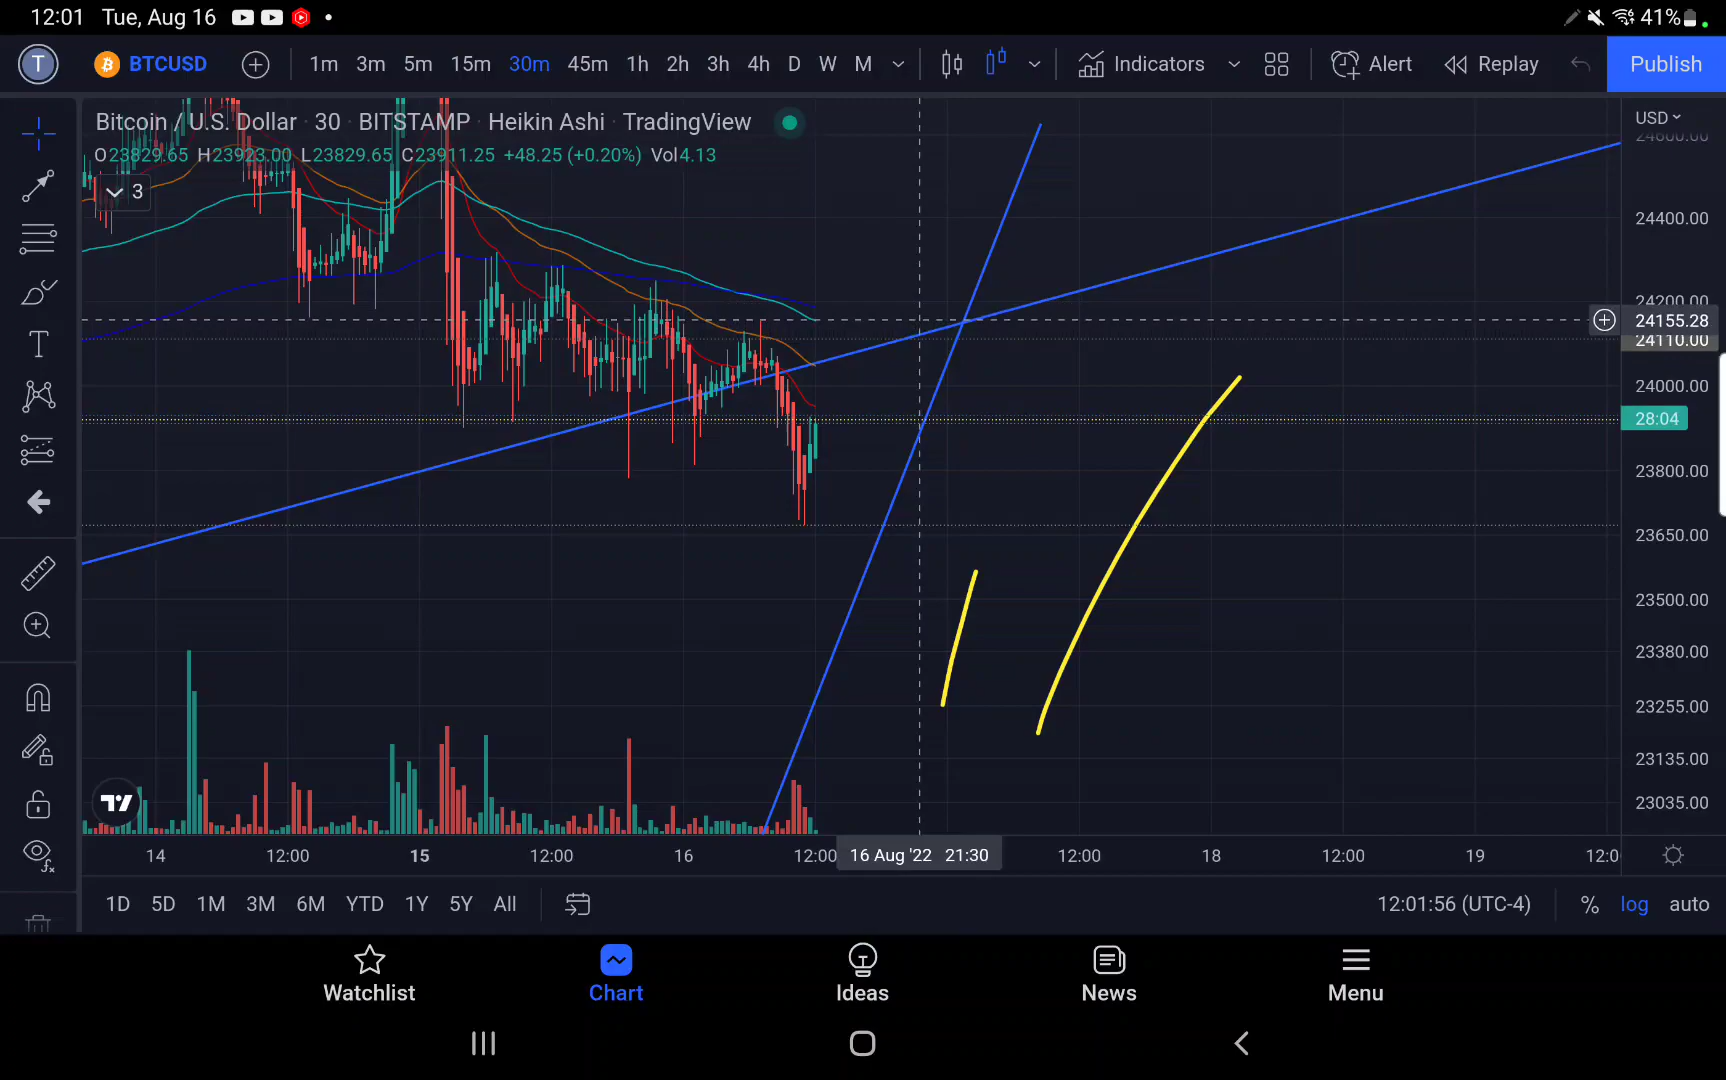 12:01 Tue, Aug 16 41%
T BTCUSD 1m 3m 5m 15m 30m 45m 1h 2h 3h 4h D W M Indicators Alert Replay Publish
Bitcoin / U.S. Dollar · 30 · BITSTAMP · Heikin Ashi · TradingView
O23829.65 H23923.00 L23829.65 C23911.25 +48.25 (+0.20%) Vol4.13
3
USD
24600.00
24400.00
24200.00
24155.28
24110.00
24000.00
28:04
23800.00
23650.00
23500.00
23380.00
23255.00
23135.00
23035.00
14 12:00 15 12:00 16 12:00 16 Aug '22 21:30 12:00 18 12:00 19 12:0
1D 5D 1M 3M 6M YTD 1Y 5Y All 12:01:56 (UTC-4) % log auto
Watchlist Chart Ideas News Menu